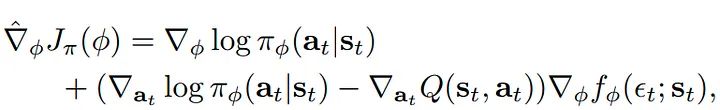 ∇̂_ϕ J_π(ϕ) = ∇_ϕ log π_ϕ(a_t|s_t)
+ (∇_{a_t} log π_ϕ(a_t|s_t) − ∇_{a_t} Q(s_t, a_t))∇_ϕ f_ϕ(ϵ_t; s_t),